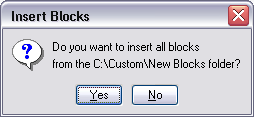 Insert Blocks
Do you want to insert all blocks
from the C:\Custom\New Blocks folder?
Yes No